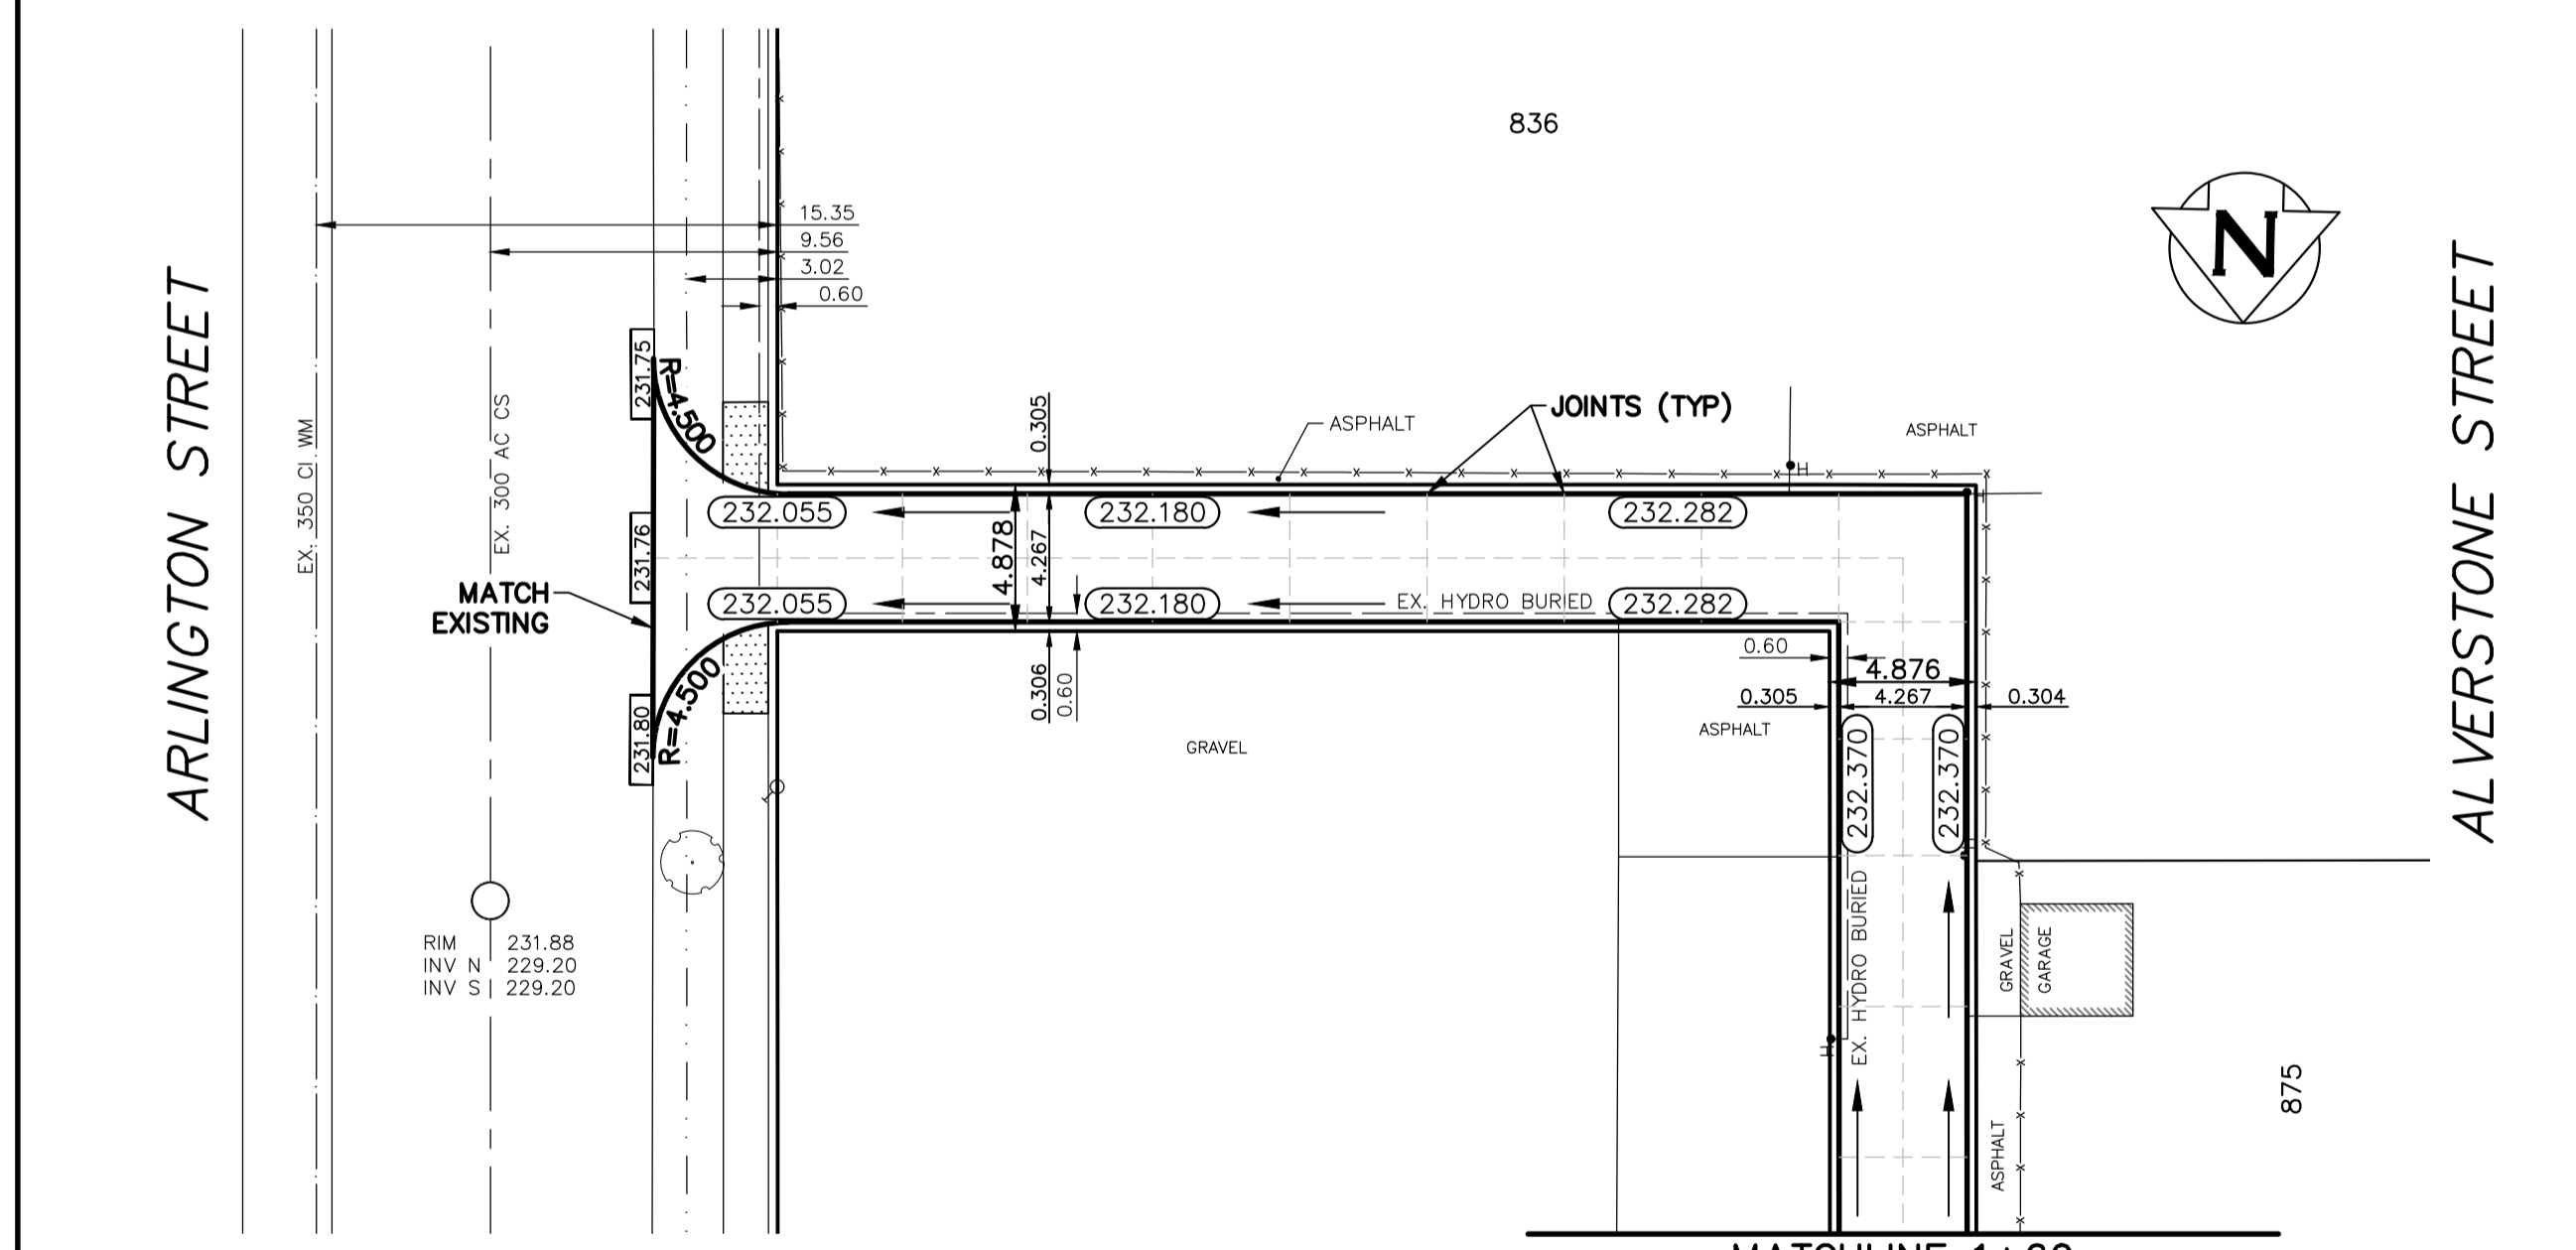 836
N
ARLINGTON STREET
ALVERSTONE STREET
15.35
9.56
3.02
0.60
231.75
R=4.500
EX. 350 CI WM
EX. 300 AC CS
0.305
ASPHALT
JOINTS (TYP)
H
ASPHALT
232.055
232.180
232.282
231.76
4.878
4.267
MATCH
EXISTING
232.055
232.180
EX. HYDRO BURIED
232.282
0.60
4.876
0.305
4.267
0.304
231.80
R=4.500
0.306
0.60
GRAVEL
ASPHALT
232.370
232.370
RIM 231.88
INV N 229.20
INV S 229.20
EX. HYDRO BURIED
GRAVEL
GARAGE
H
875
ASPHALT